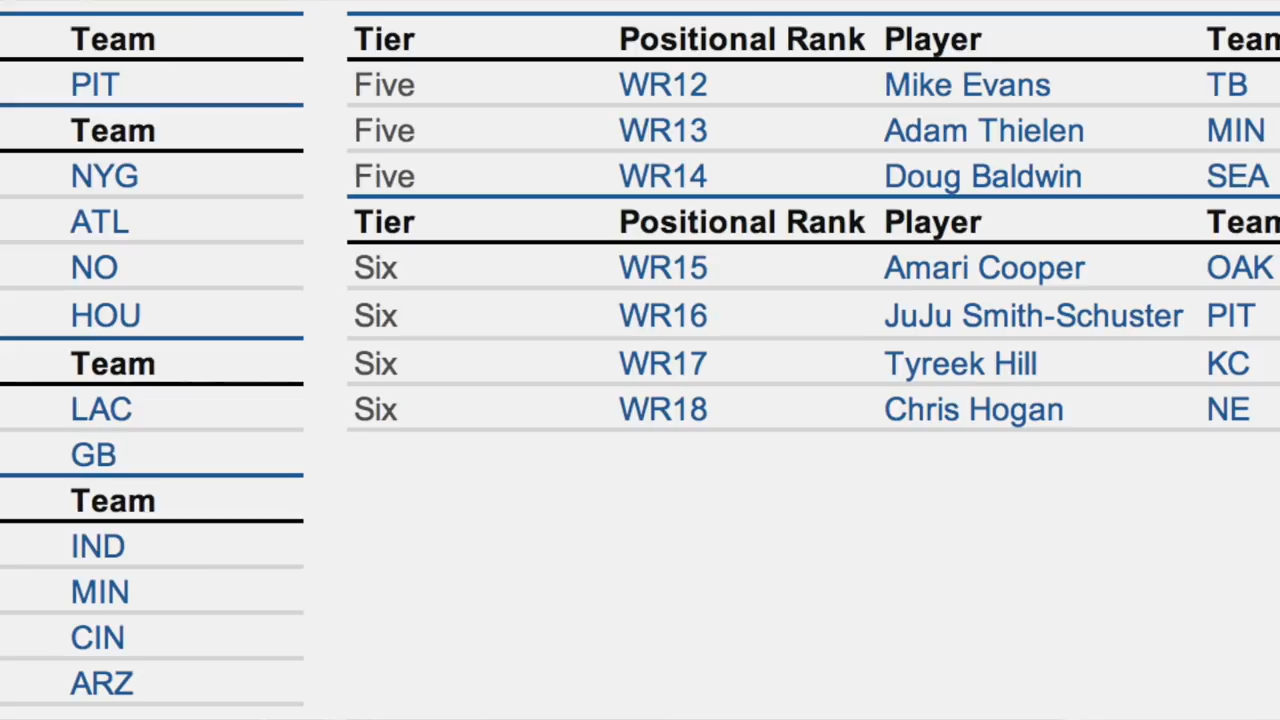 Team
PIT
Team
NYG
ATL
NO
HOU
Team
LAC
GB
Team
IND
MIN
CIN
ARZ
Tier Positional Rank Player Team
Five WR12 Mike Evans TB
Five WR13 Adam Thielen MIN
Five WR14 Doug Baldwin SEA
Tier Positional Rank Player Team
Six WR15 Amari Cooper OAK
Six WR16 JuJu Smith-Schuster PIT
Six WR17 Tyreek Hill KC
Six WR18 Chris Hogan NE